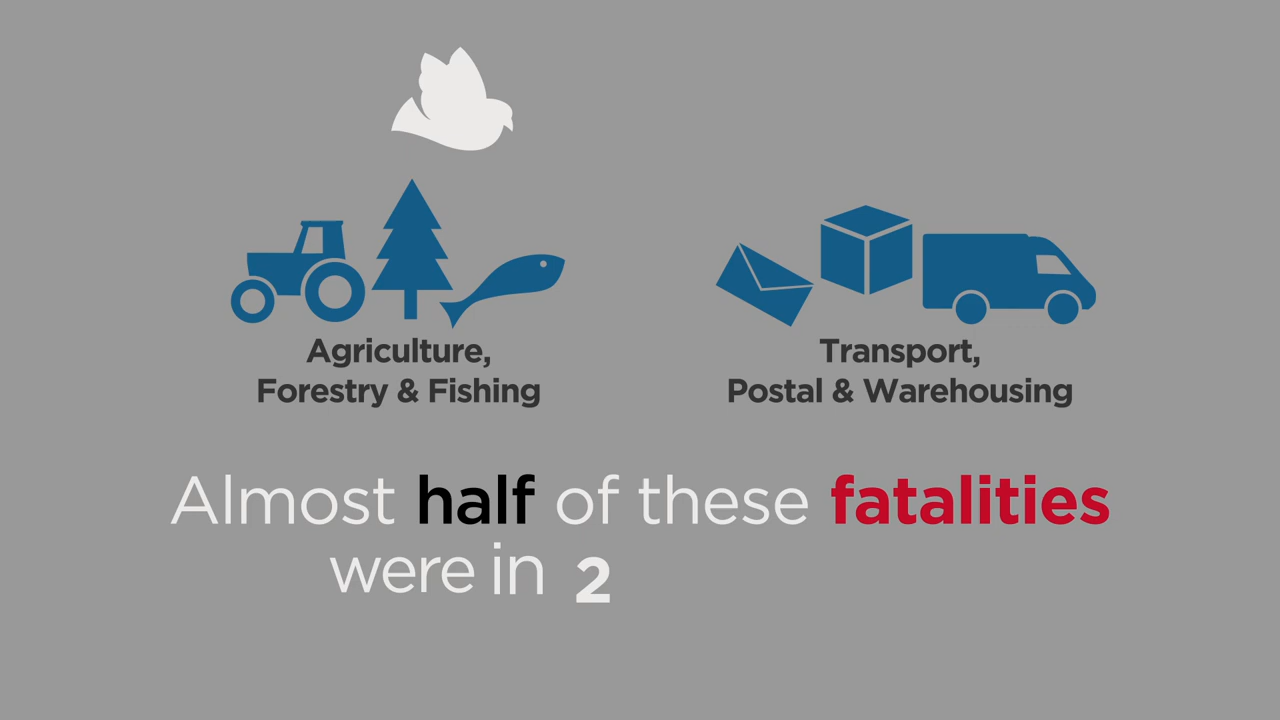 Agriculture,
Forestry & Fishing
Transport,
Postal & Warehousing
Almost half of these fatalities
were in 2